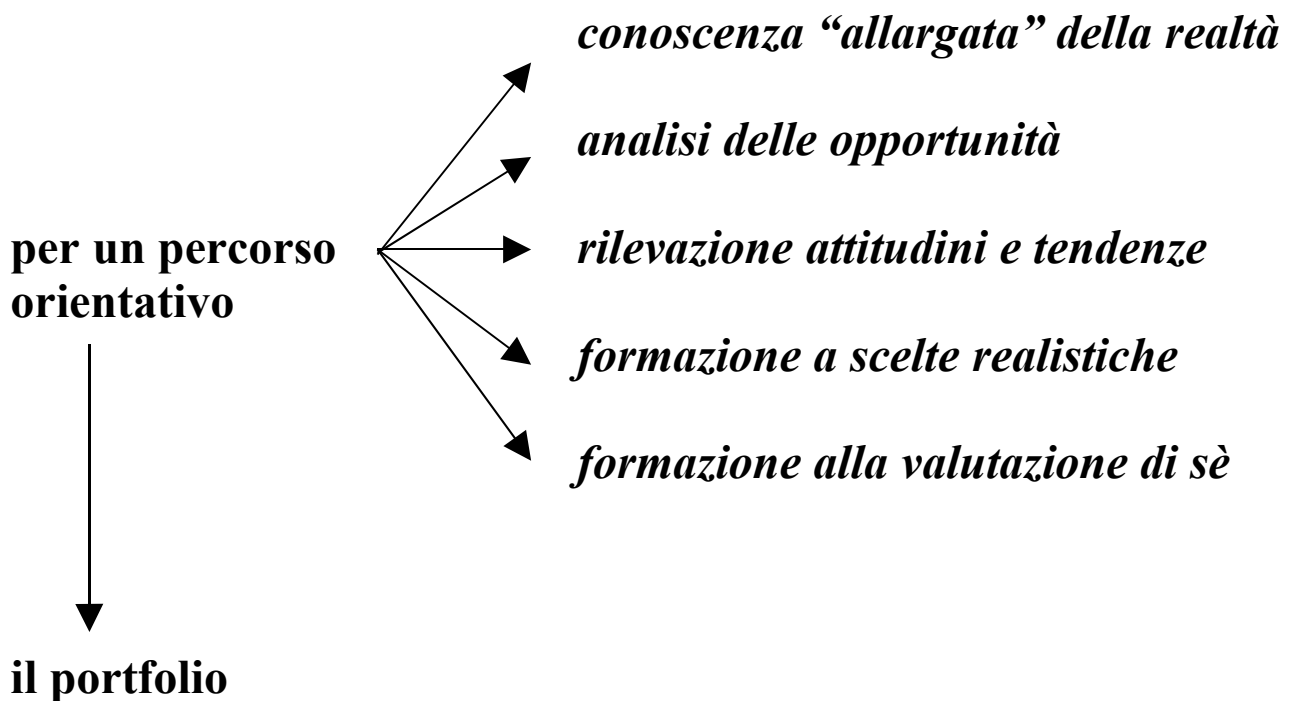 conoscenza “allargata” della realtà
analisi delle opportunità
per un percorso
orientativo
rilevazione attitudini e tendenze
formazione a scelte realistiche
formazione alla valutazione di sè
il portfolio